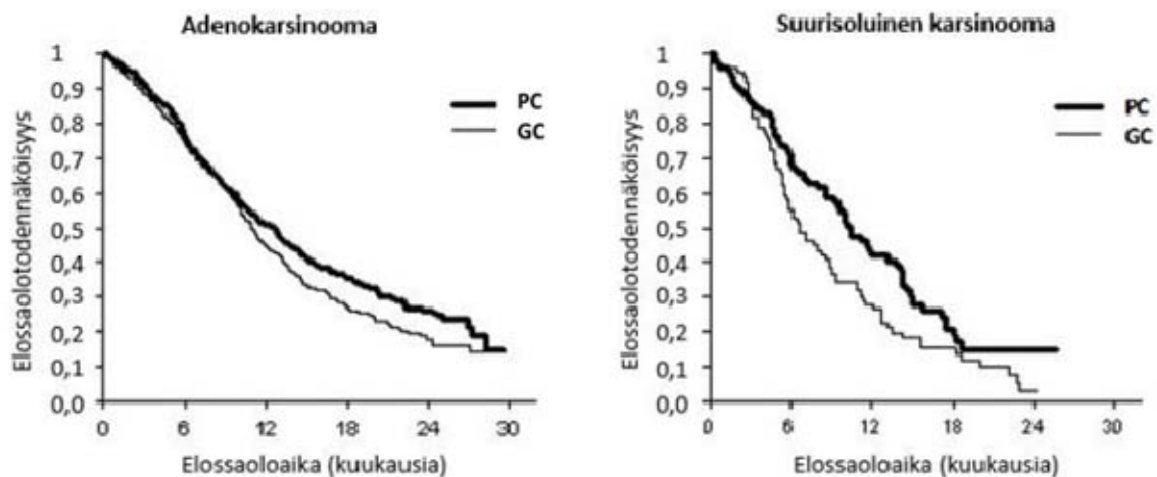 Adenokarsinooma
Elossaolotodennäköisyys
1
0,9
0,8
0,7
0,6
0,5
0,4
0,3
0,2
0,1
0,0
PC
GC
0 6 12 18 24 30
Elossaoloaika (kuukausia)
Suurisoluinen karsinooma
Elossaolotodennäköisyys
1
0,9
0,8
0,7
0,6
0,5
0,4
0,3
0,2
0,1
0,0
PC
GC
0 6 12 18 24 30
Elossaoloaika (kuukausia)